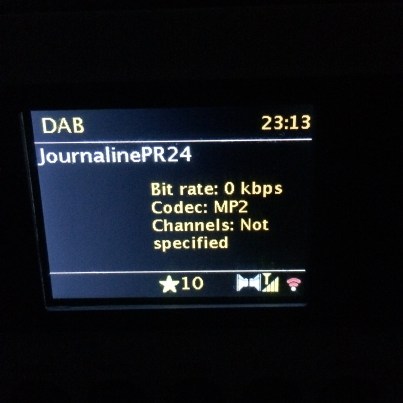 DAB 23:13
JournalinePR24
Bit rate: 0 kbps
Codec: MP2
Channels: Not
specified
10